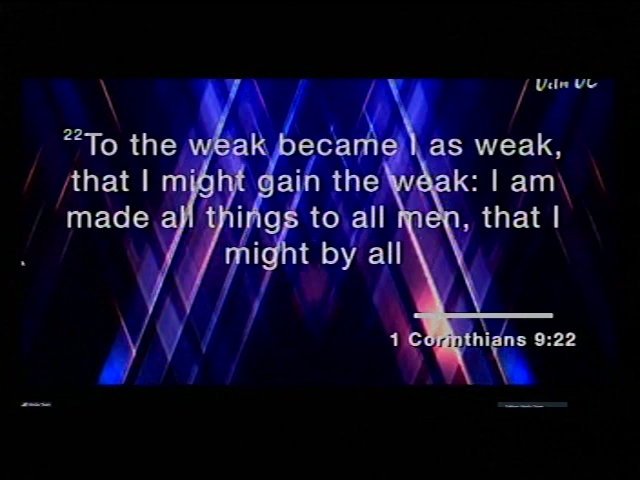 22To the weak became I as weak,
that I might gain the weak: I am
made all things to all men, that I
might by all
1 Corinthians 9:22